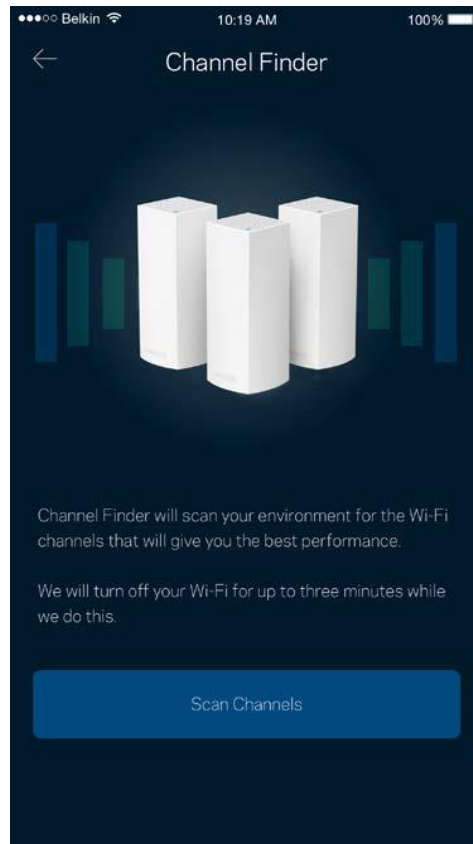 Belkin 10:19 AM 100%
Channel Finder
Channel Finder will scan your environment for the Wi-Fi
channels that will give you the best performance.
We will turn off your Wi-Fi for up to three minutes while
we do this.
Scan Channels